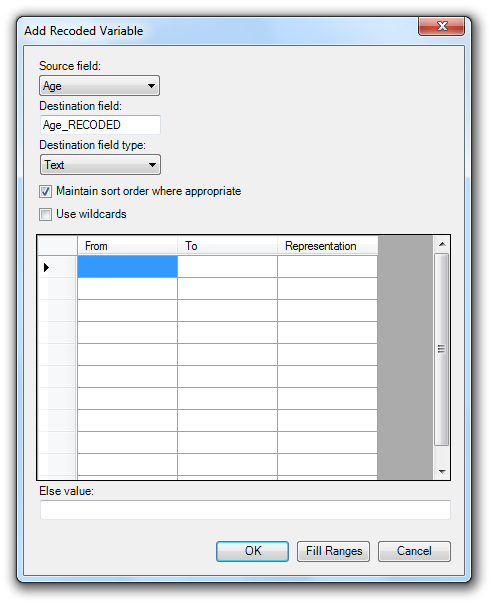 Add Recoded Variable
Source field:
Age
Destination field:
Age_RECODED
Destination field type:
Text
Maintain sort order where appropriate
Use wildcards
From To Representation
Else value:
OK Fill Ranges Cancel